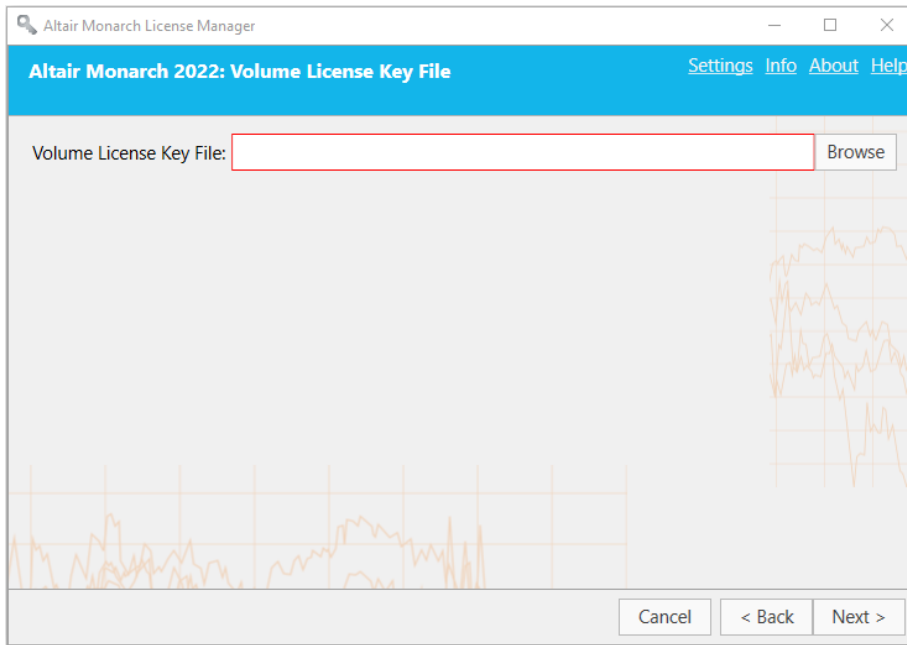 Altair Monarch License Manager
Altair Monarch 2022: Volume License Key File
Settings Info About Help
Volume License Key File:
Browse
Cancel
< Back
Next >